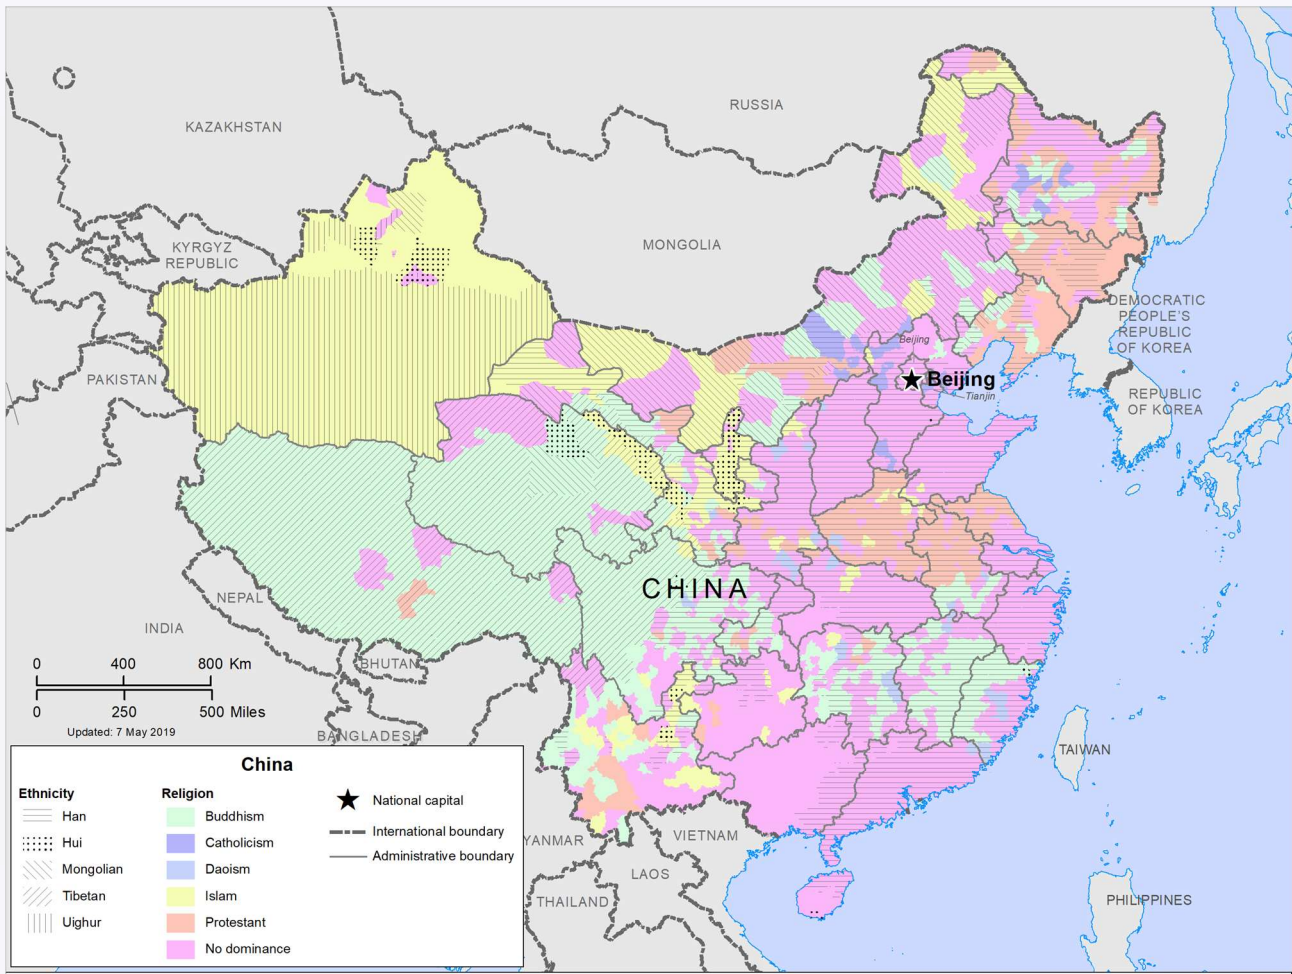 RUSSIA
KAZAKHSTAN
MONGOLIA
KYRGYZ
REPUBLIC
DEMOCRATIC
PEOPLE'S
REPUBLIC
OF KOREA
Beijing
Beijing
Tianjin
PAKISTAN
REPUBLIC
OF KOREA
CHINA
NEPAL
INDIA
BHUTAN
BANGLADESH
TAIWAN
YANMAR
VIETNAM
LAOS
THAILAND
PHILIPPINES
0 400 800 Km
0 250 500 Miles
Updated: 7 May 2019
China
Ethnicity
Han
Hui
Mongolian
Tibetan
Uighur
Religion
Buddhism
Catholicism
Daoism
Islam
Protestant
No dominance
National capital
International boundary
Administrative boundary